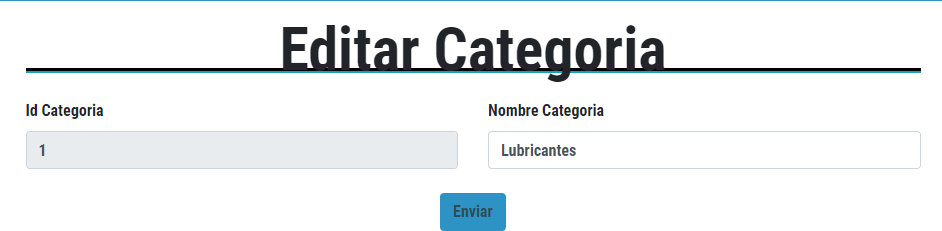 Editar Categoria
Id Categoria
Nombre Categoria
1
Lubricantes
Enviar